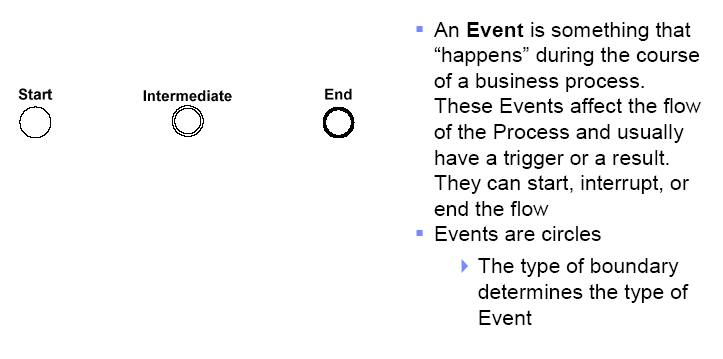 Start
Intermediate
End
An Event is something that
“happens” during the course
of a business process.
These Events affect the flow
of the Process and usually
have a trigger or a result.
They can start, interrupt, or
end the flow
Events are circles
The type of boundary
determines the type of
Event